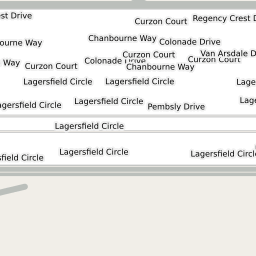 est Drive
Curzon Court
Regency Crest D
ourne Way
Chanbourne Way
Colonade Drive
Way
Curzon Court
Colonade Drive
Curzon Court
Chanbourne Way
Van Arsdale D
Curzon Court
Lagersfield Circle
Lagersfield Circle
Lage
agersfield Circle
Lagersfield Circle
Pembsly Drive
Lage
Lagersfield Circle
sfield Circle
Lagersfield Circle
Lagersfield Circle